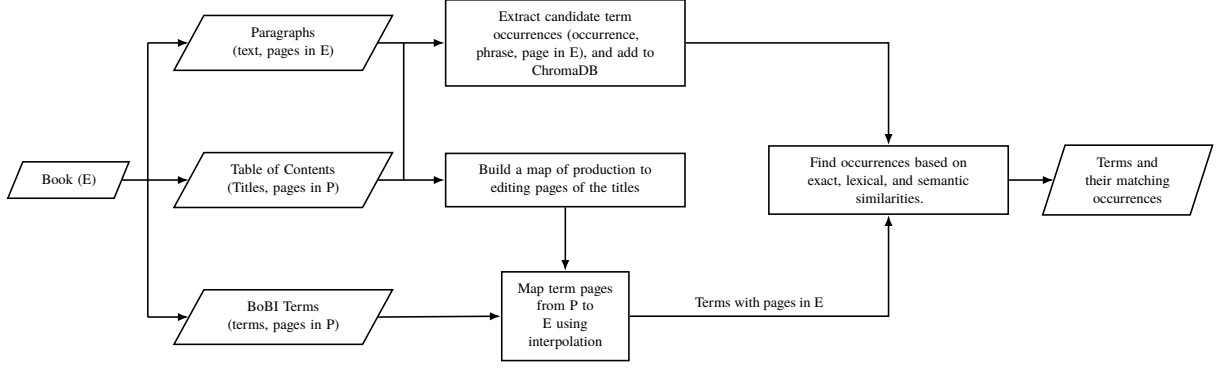 Book (E)
Paragraphs
(text, pages in E)
Table of Contents
(Titles, pages in P)
BoBI Terms
(terms, pages in P)
Extract candidate term
occurrences (occurrence,
phrase, page in E), and add to
ChromaDB
Build a map of production to
editing pages of the titles
Map term pages
from P to
E using
interpolation
Terms with pages in E
Find occurrences based on
exact, lexical, and semantic
similarities.
Terms and
their matching
occurrences